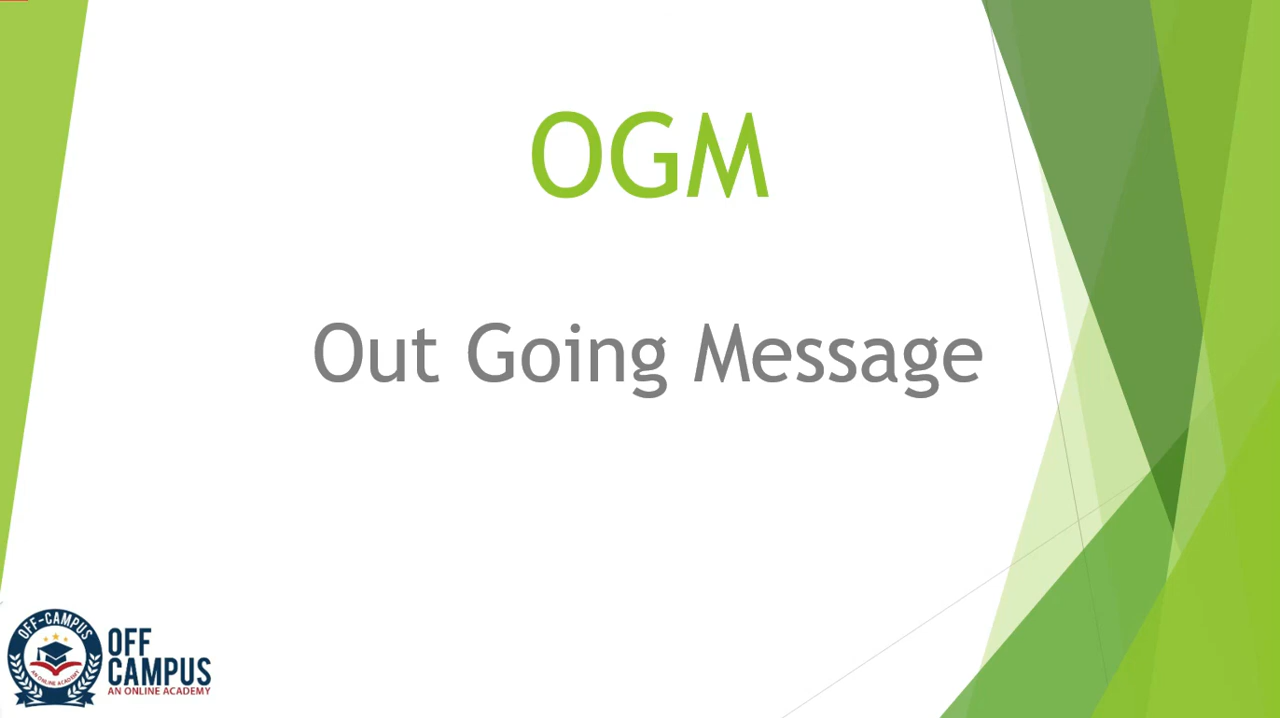 OGM
Out Going Message
OFF-CAMPUS
AN ONLINE ACADEMY
OFF
CAMPUS
AN ONLINE ACADEMY